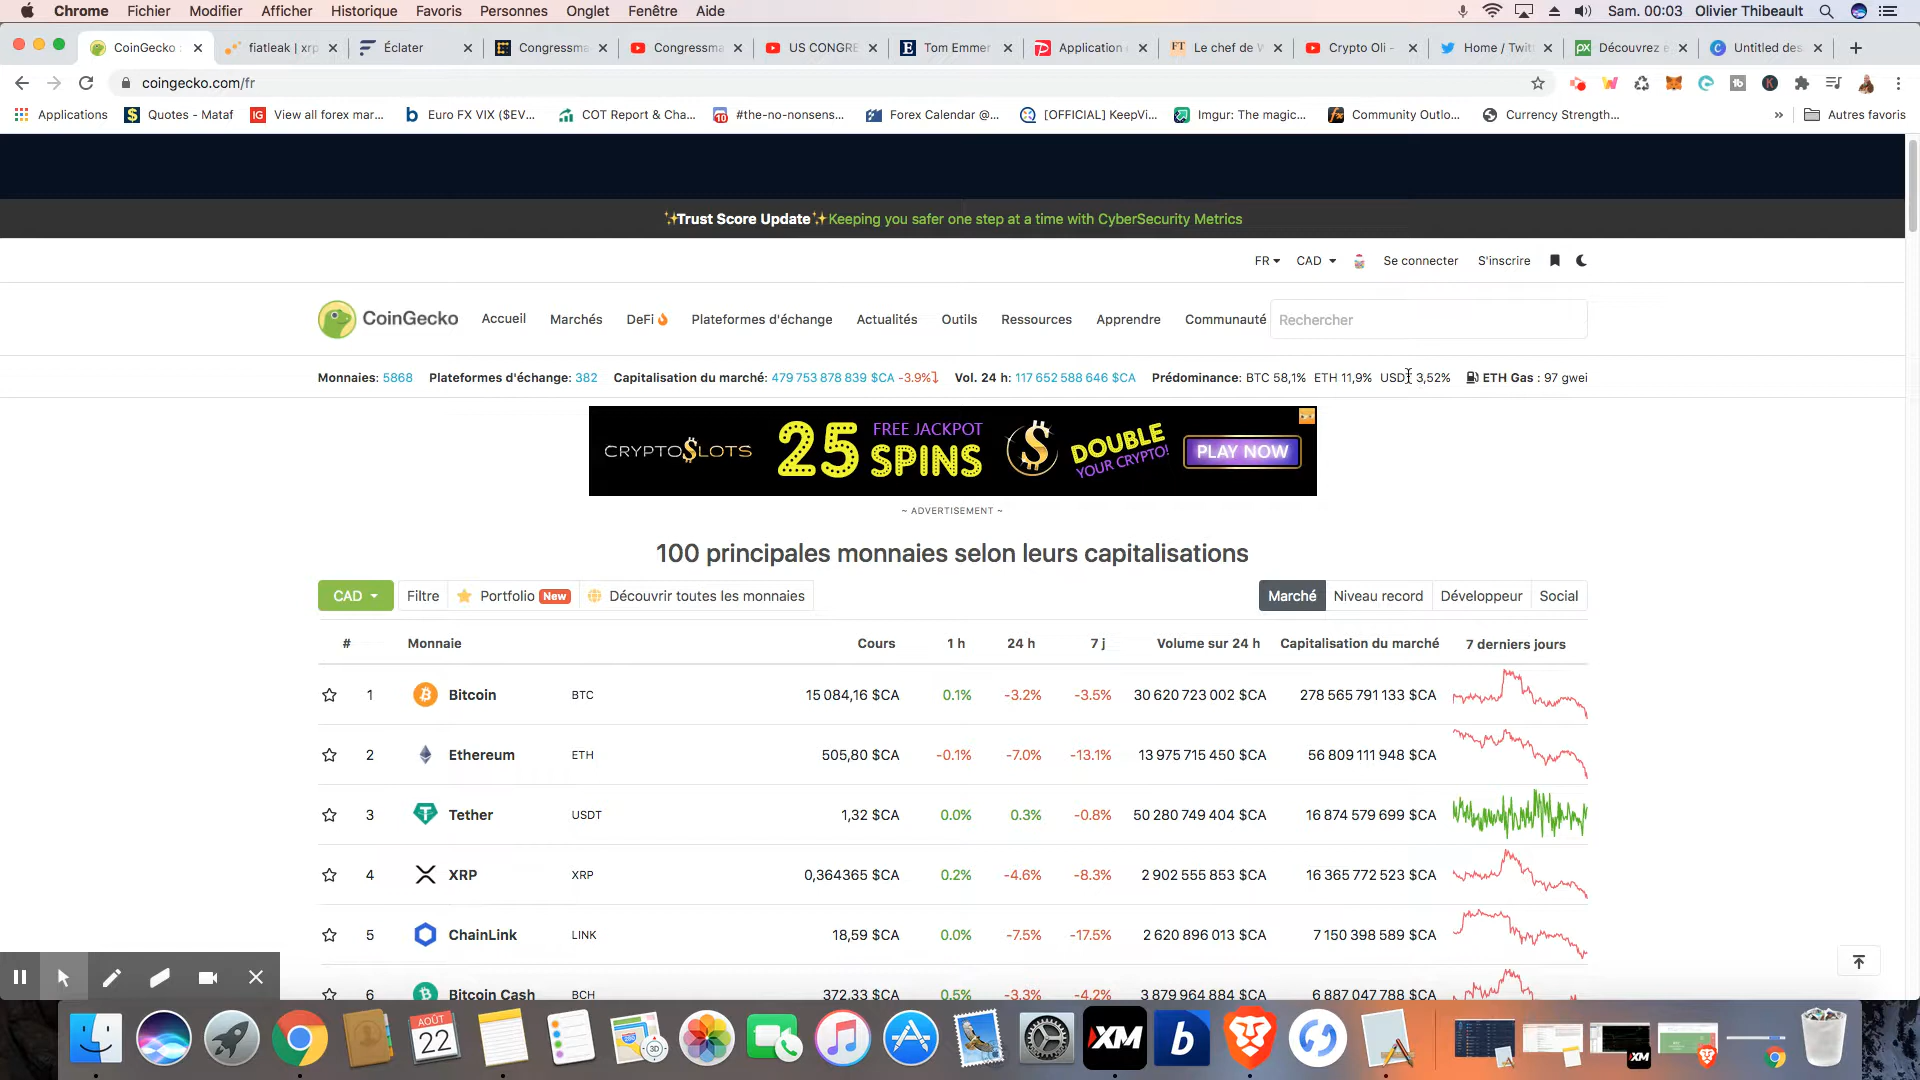 Chrome Fichier Modifier Afficher Historique Favoris Personnes Onglet Fenêtre Aide Sam. 00:03 Olivier Thibeault
CoinGecko fiatleak | xrp Éclater Congressma Congressma US CONGRE Tom Emmer Application Le chef de Crypto Oli - Home / Twit Découvrez Untitled des
coingecko.com/fr
Applications Quotes - Mataf View all forex mar... Euro FX VIX ($EV... COT Report & Cha... #the-no-nonsens... Forex Calendar @... [OFFICIAL] KeepVi... Imgur: The magic... Community Outlo... Currency Strength... » Autres favoris
✨Trust Score Update✨Keeping you safer one step at a time with CyberSecurity Metrics
FR CAD Se connecter S'inscrire
CoinGecko Accueil Marchés DeFi Plateformes d'échange Actualités Outils Ressources Apprendre Communauté Rechercher
Monnaies: 5868 Plateformes d'échange: 382 Capitalisation du marché: 479 753 878 839 $CA -3.9% Vol. 24 h: 117 652 588 646 $CA Prédominance: BTC 58,1% ETH 11,9% USDT 3,52% ETH Gas : 97 gwei
CRYPTO$LOTS 25 FREE JACKPOT SPINS DOUBLE YOUR CRYPTO! PLAY NOW
~ ADVERTISEMENT ~
100 principales monnaies selon leurs capitalisations
CAD Filtre Portfolio New Découvrir toutes les monnaies Marché Niveau record Développeur Social
# Monnaie Cours 1 h 24 h 7 j Volume sur 24 h Capitalisation du marché 7 derniers jours
1 Bitcoin BTC 15 084,16 $CA 0.1% -3.2% -3.5% 30 620 723 002 $CA 278 565 791 133 $CA
2 Ethereum ETH 505,80 $CA -0.1% -7.0% -13.1% 13 975 715 450 $CA 56 809 111 948 $CA
3 Tether USDT 1,32 $CA 0.0% 0.3% -0.8% 50 280 749 404 $CA 16 874 579 699 $CA
4 XRP XRP 0,364365 $CA 0.2% -4.6% -8.3% 2 902 555 853 $CA 16 365 772 523 $CA
5 ChainLink LINK 18,59 $CA 0.0% -7.5% -17.5% 2 620 896 013 $CA 7 150 398 589 $CA
6 Bitcoin Cash BCH 372,33 $CA 0.5% -3.3% -4.2% 3 879 964 884 $CA 6 887 047 788 $CA
AOÛT
22
3D
XM
b
XM